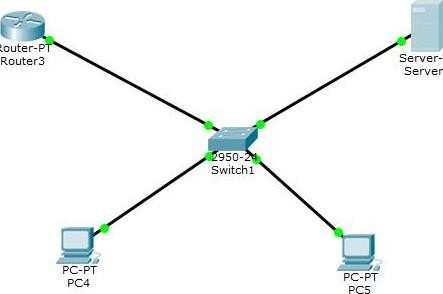 Router-PT
Router3
Server-
Server
2950-24
Switch1
PC-PT
PC4
PC-PT
PC5